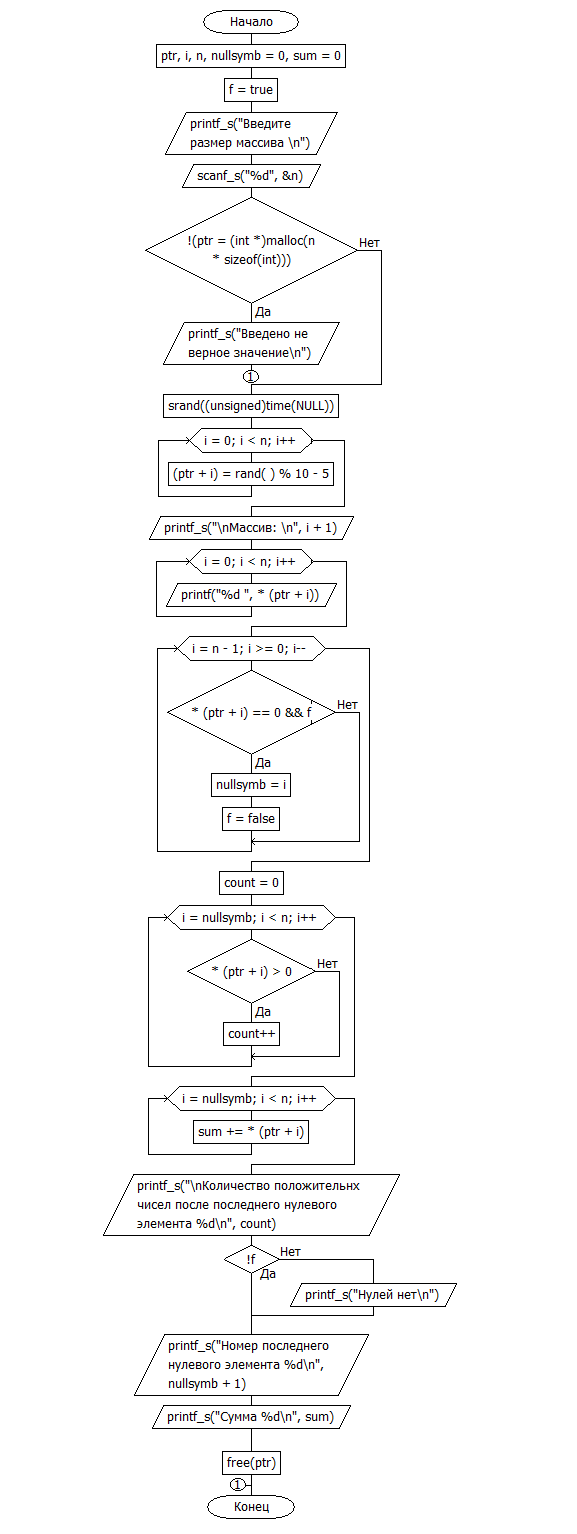 Начало
ptr, i, n, nullsymb = 0, sum = 0
f = true
printf_s("Введите
размер массива \n")
scanf_s("%d", &n)
!(ptr = (int *)malloc(n
* sizeof(int)))
Нет
Да
printf_s("Введено не
верное значение\n")
1
srand((unsigned)time(NULL))
i = 0; i < n; i++
(ptr + i) = rand( ) % 10 - 5
printf_s("\nМассив: \n", i + 1)
i = 0; i < n; i++
printf("%d ", * (ptr + i))
i = n - 1; i >= 0; i--
* (ptr + i) == 0 && f
Нет
Да
nullsymb = i
f = false
count = 0
i = nullsymb; i < n; i++
* (ptr + i) > 0
Нет
Да
count++
i = nullsymb; i < n; i++
sum += * (ptr + i)
printf_s("\nКоличество положительнх
чисел после последнего нулевого
элемента %d\n", count)
!f
Нет
Да
printf_s("Нулей нет\n")
printf_s("Номер последнего
нулевого элемента %d\n",
nullsymb + 1)
printf_s("Сумма %d\n", sum)
free(ptr)
1
Конец